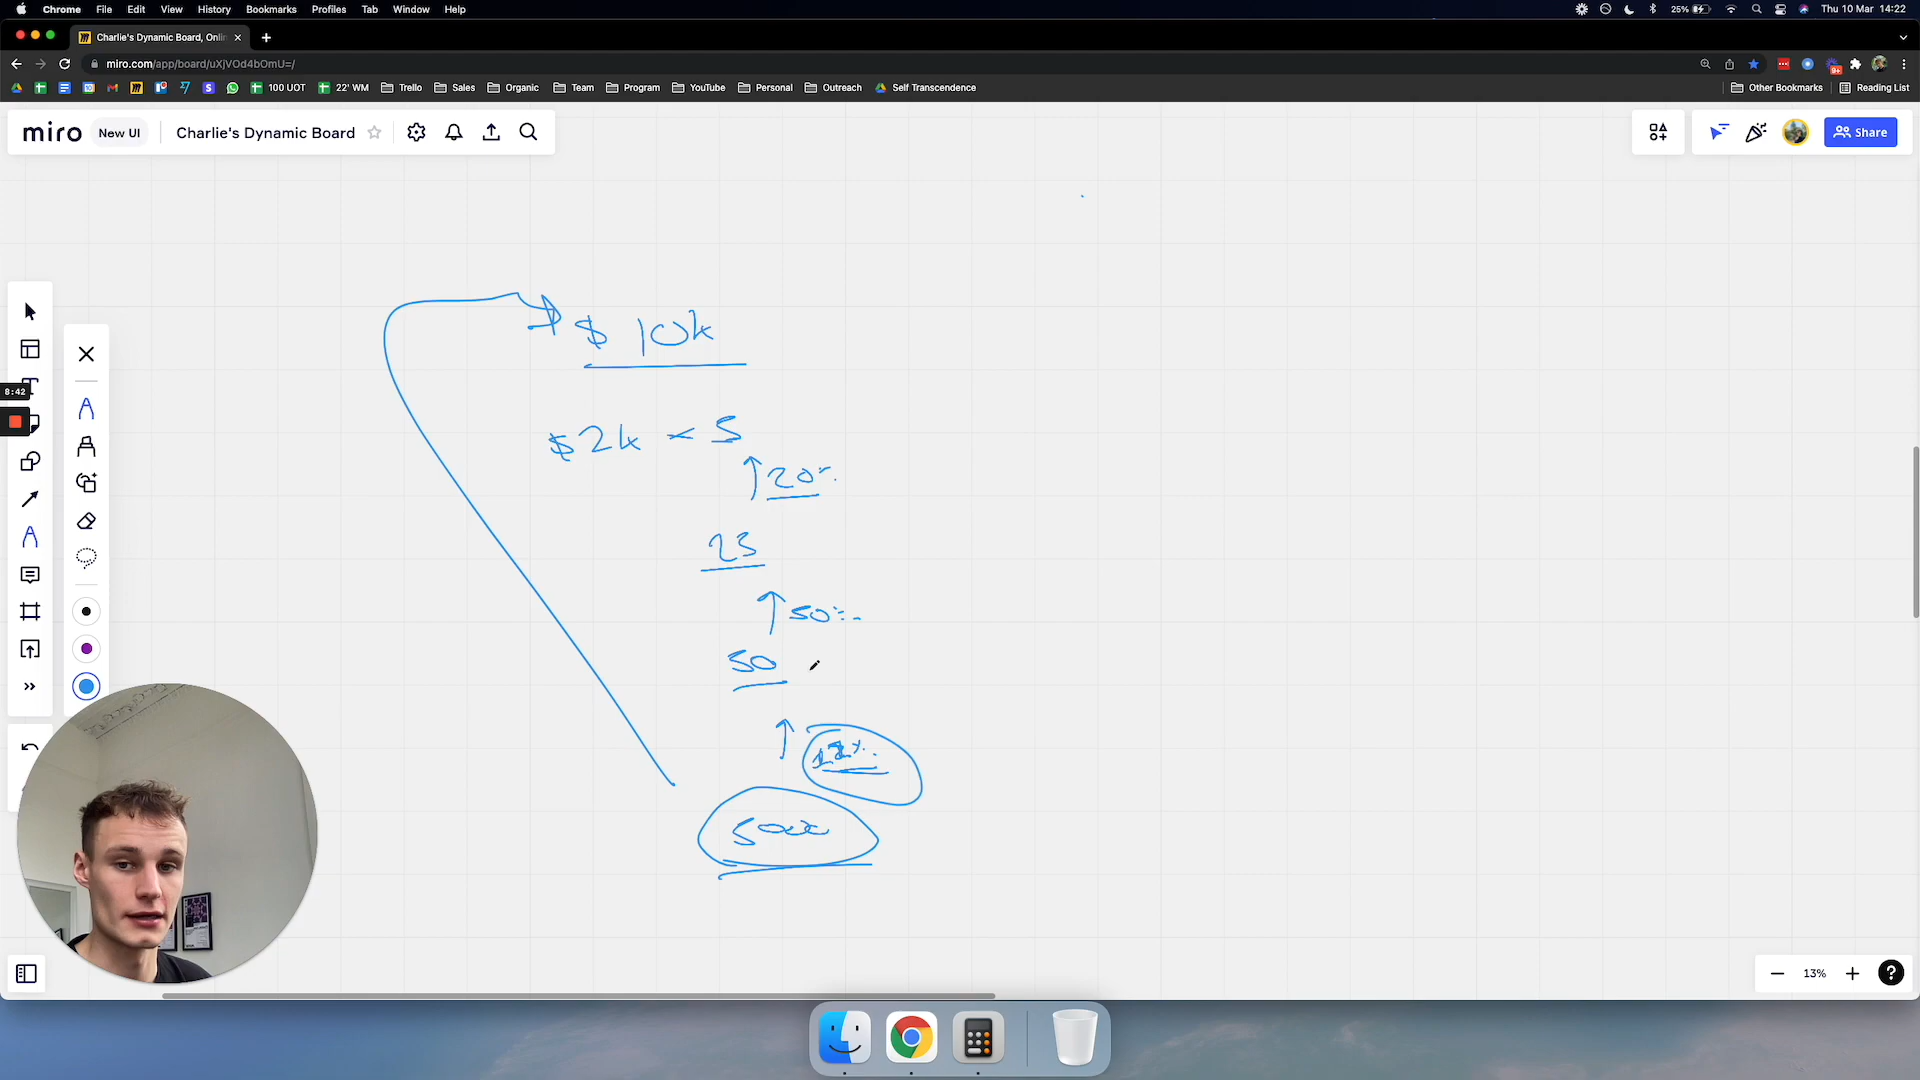 Chrome File Edit View History Bookmarks Profiles Tab Window Help 25% Thu 10 Mar 14:22
Charlie's Dynamic Board, Onli
miro.com/app/board/uXjVOd4bOmU=/
9+
100 UOT 22' WM Trello Sales Organic Team Program YouTube Personal Outreach Self Transcendence Other Bookmarks Reading List
miro New UI Charlie's Dynamic Board Share
$ 10k
8:42
$2k × 5
20%
25
50%
50
5000
13%